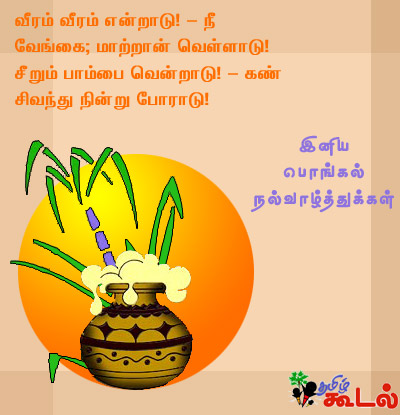 வீரம் வீரம் என்றாடு! – நீ
வேங்கை; மாற்றான் வெள்ளாடு!
சீறும் பாம்பை வென்றாடு! – கண்
சிவந்து நின்று போராடு!
இனிய
பொங்கல்
நல்வாழ்த்துக்கள்
தமிழ்
கூடல்